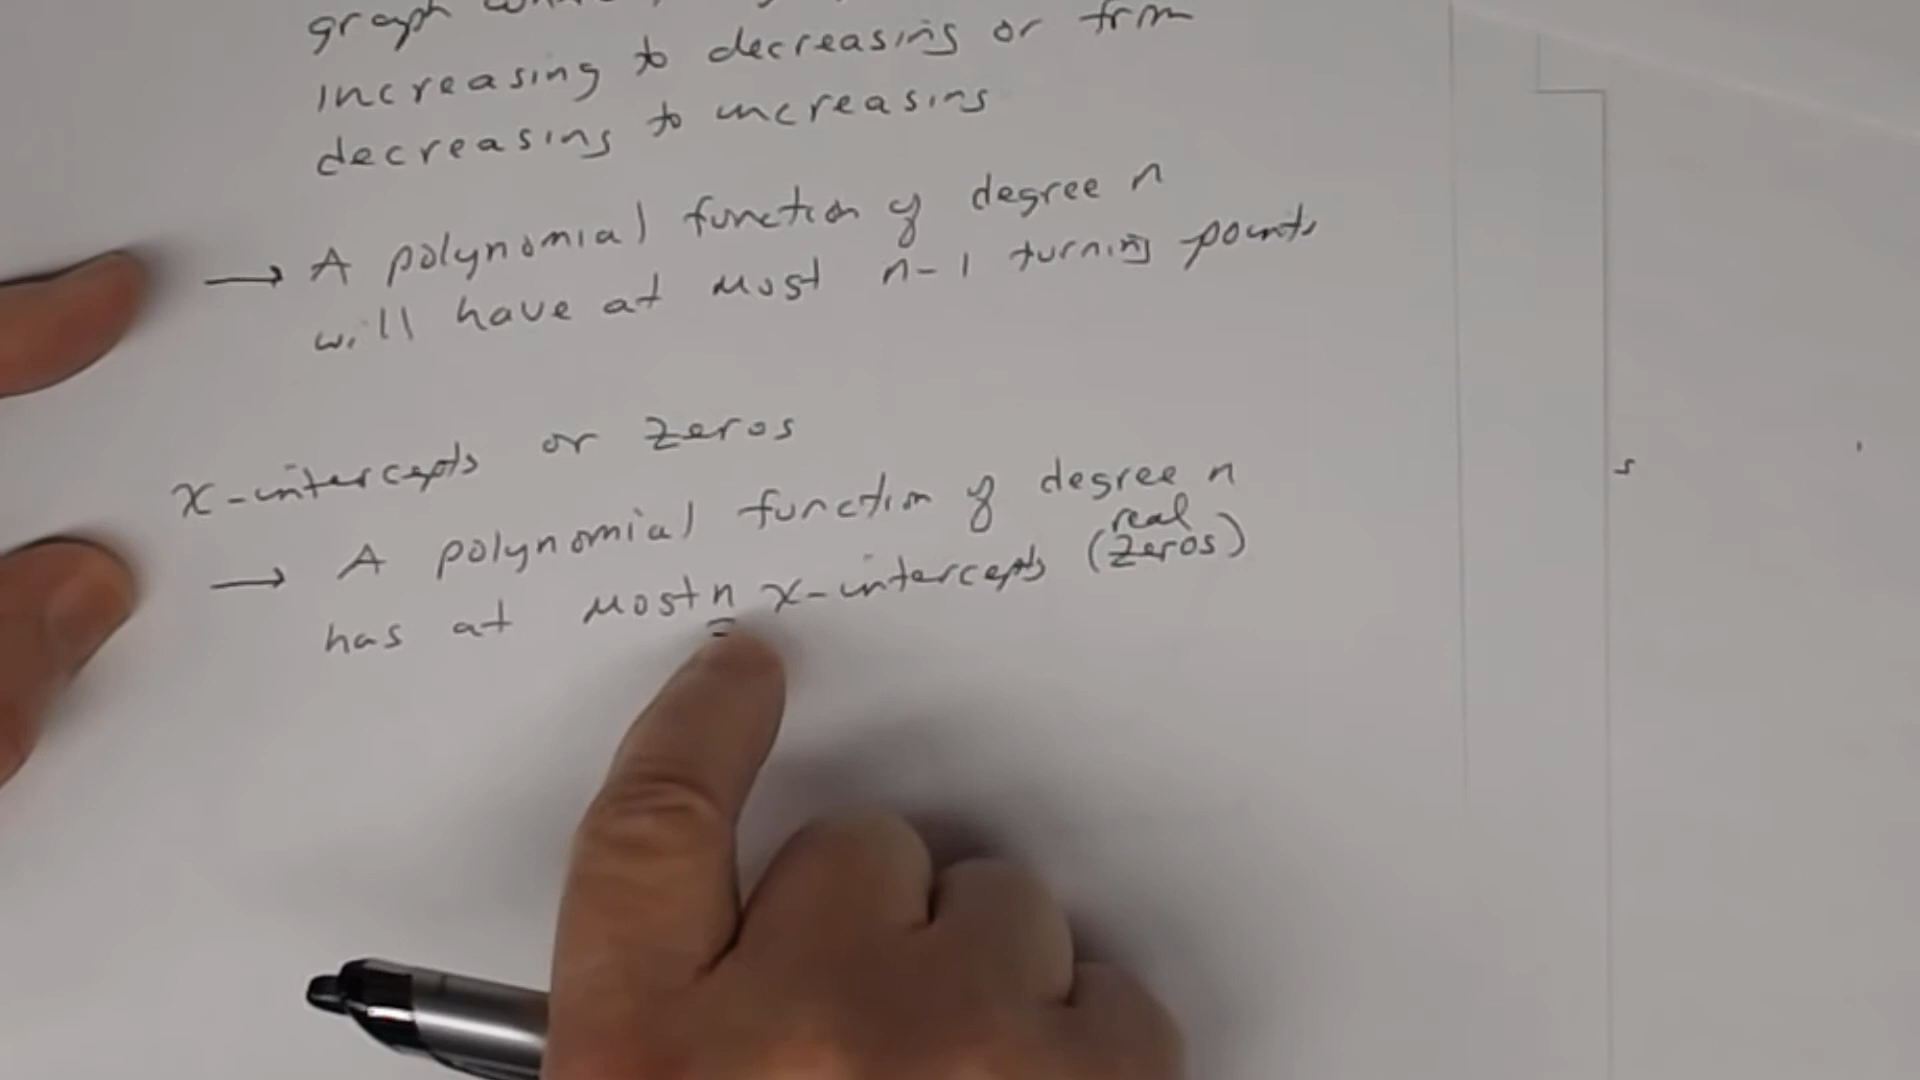 graph
increasing to decreasing or from
decreasing to increasing
→ A polynomial function of degree n
will have at most n-1 turning points
x-intercepts or zeros
→ A polynomial function of degree n
real
has at most n x-intercepts (zeros)
s